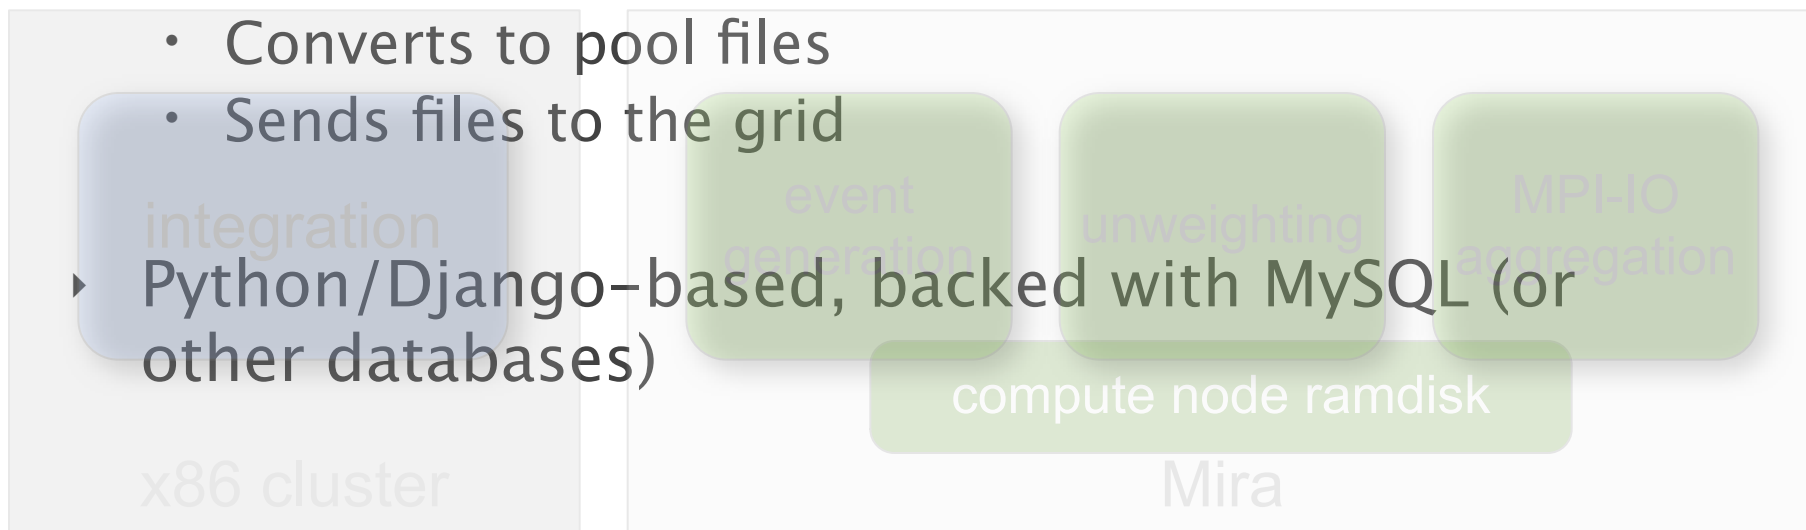 • Converts to pool files
• Sends files to the grid
‣ Python/Django-based, backed with MySQL (or
other databases)
integration
event
generation
unweighting
MPI-IO
aggregation
compute node ramdisk
x86 cluster
Mira